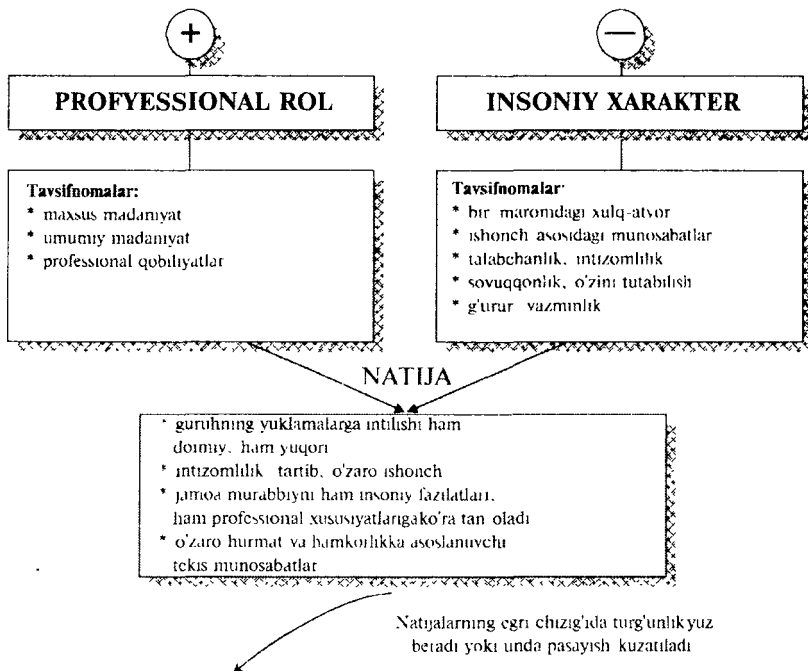 +
—
PROFYESSIONAL ROL
INSONIY XARAKTER
Tavsifnomalar:
* maxsus madaniyat
* umumiy madaniyat
* professional qobiliyatlar
Tavsifnomalar:
* bir maromdagi xulq-atvor
* ishonch asosidagi munosabatlar
* talabchanlik, intizomlilik
* sovuqqonlik, o'zini tutabilish
* g'urur vazminlik
NATIJA
* guruhning yuklamalarga intilishi ham
doimiy, ham yuqori
* intizomlilik tartib, o'zaro ishonch
* jamoa murabbiyni ham insoniy fazilatlari,
ham professional xususiyatlarigako'ra tan oladi
* o'zaro hurmat va hamkorlikka asoslanuvchi
tekis munosabatlar
Natijalarning egri chizig'ida turg'unlikyuz
beradi yoki unda pasayish kuzatiladi